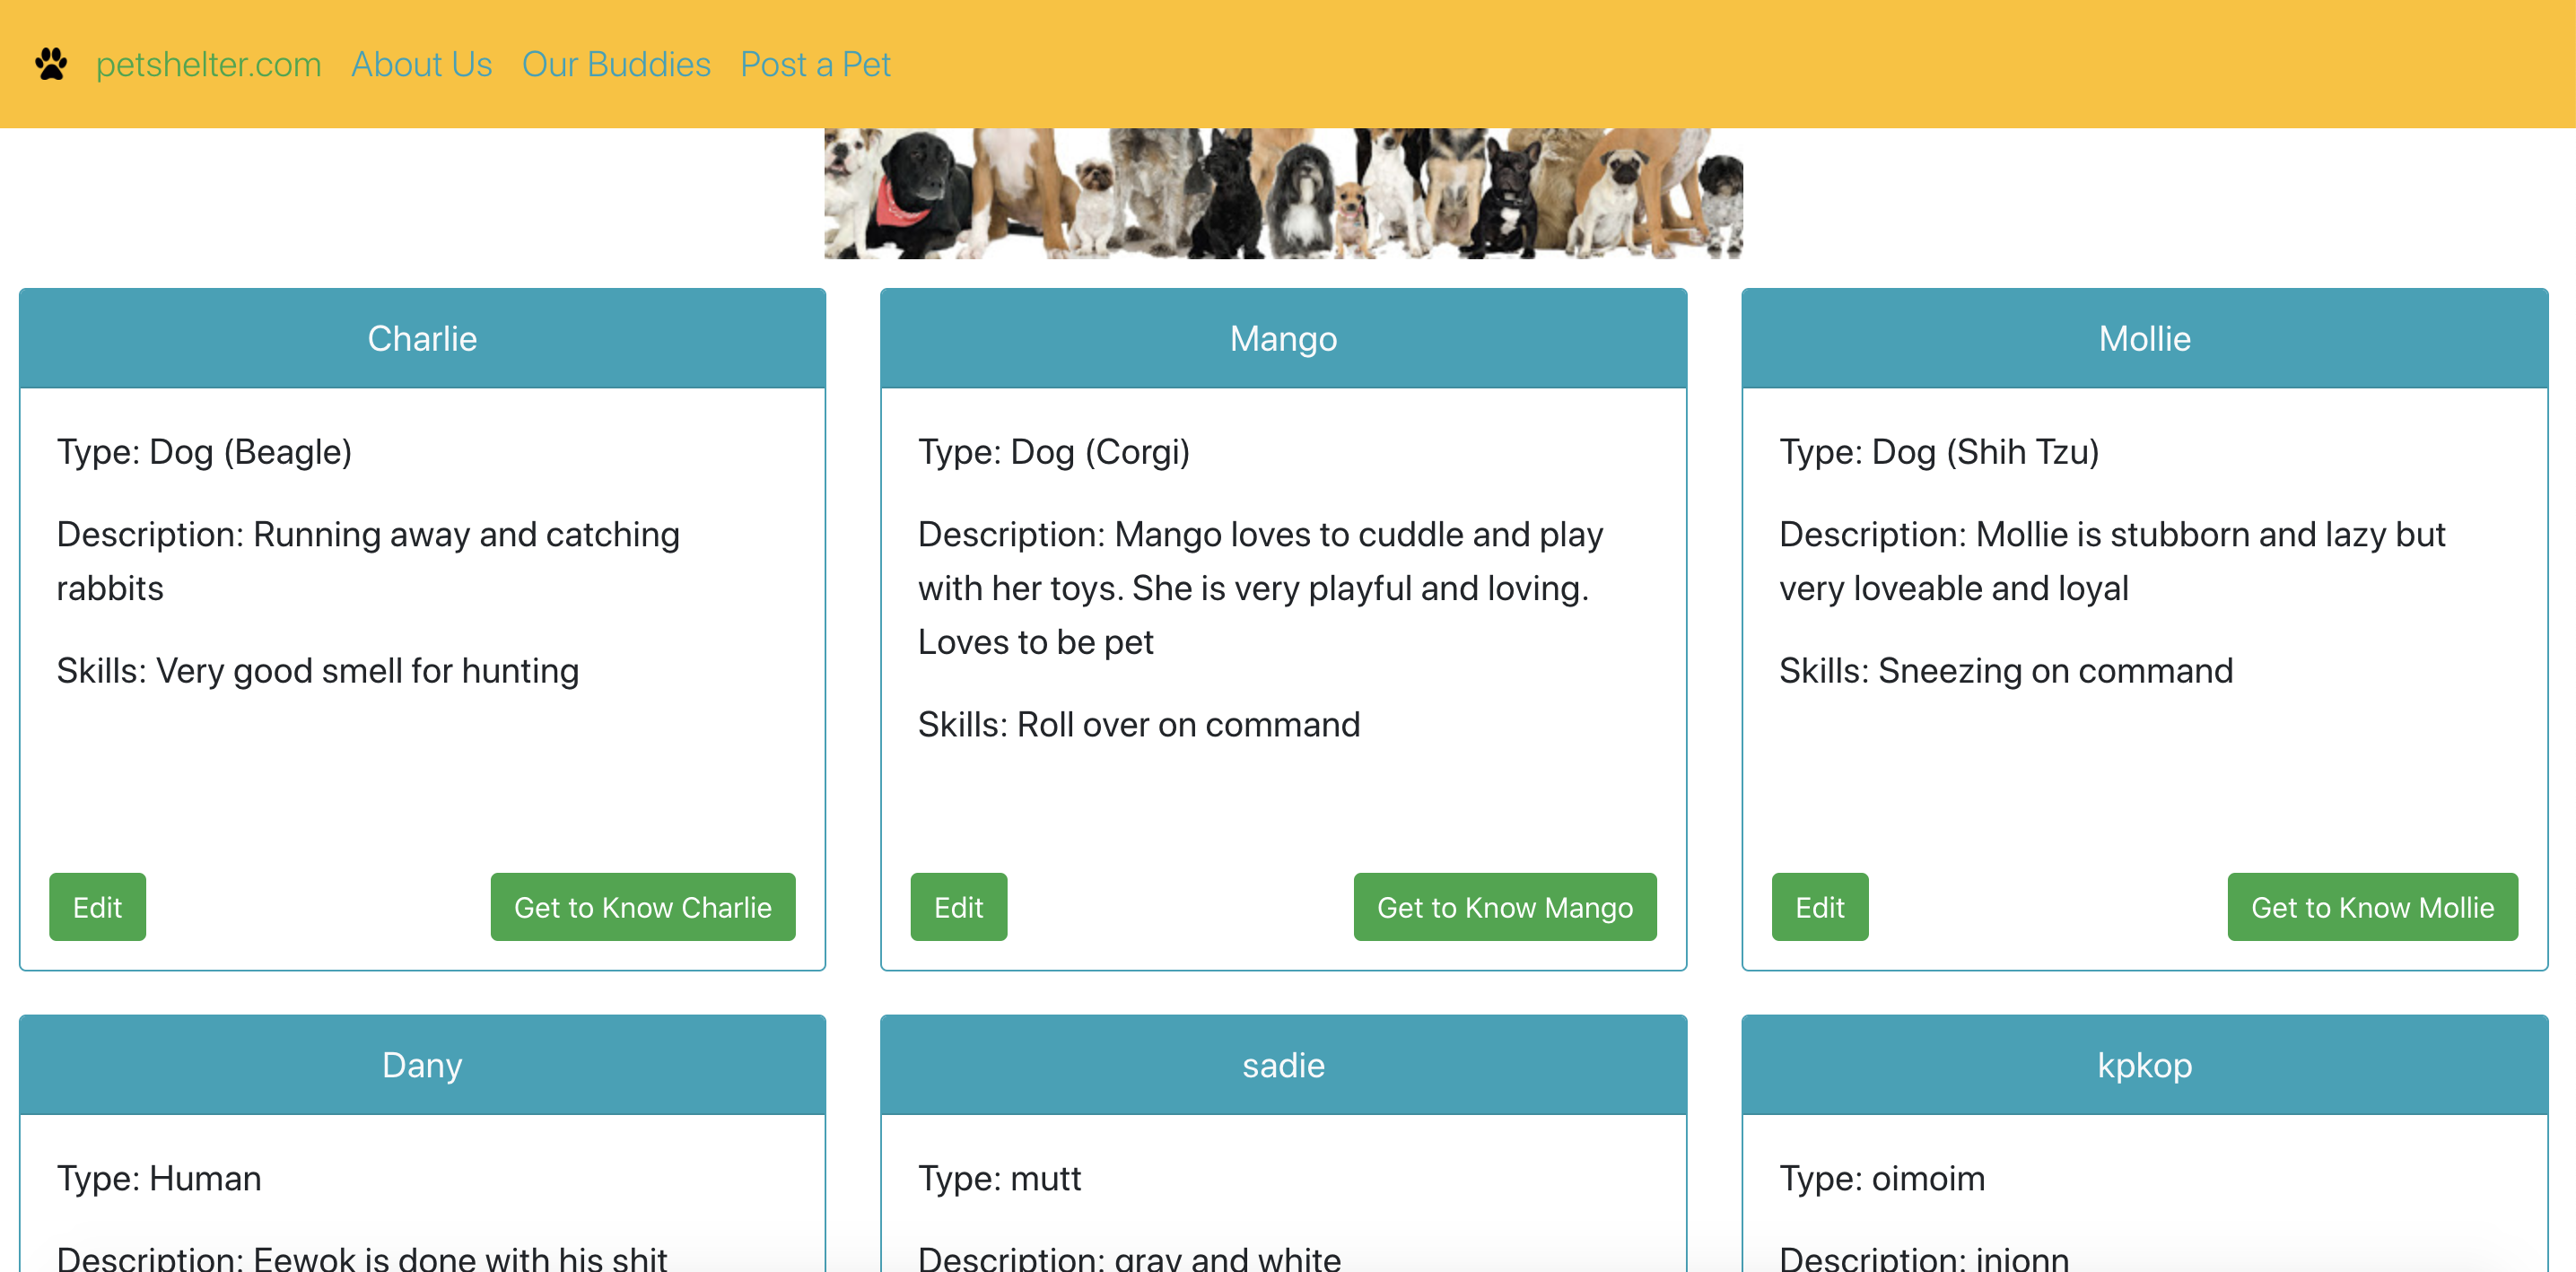 petshelter.com About Us Our Buddies Post a Pet
Charlie
Type: Dog (Beagle)
Description: Running away and catching
rabbits
Skills: Very good smell for hunting
Edit Get to Know Charlie
Mango
Type: Dog (Corgi)
Description: Mango loves to cuddle and play
with her toys. She is very playful and loving.
Loves to be pet
Skills: Roll over on command
Edit Get to Know Mango
Mollie
Type: Dog (Shih Tzu)
Description: Mollie is stubborn and lazy but
very loveable and loyal
Skills: Sneezing on command
Edit Get to Know Mollie
Dany
Type: Human
Description: Eewok is done with his shit
sadie
Type: mutt
Description: gray and white
kpkop
Type: oimoim
Description: